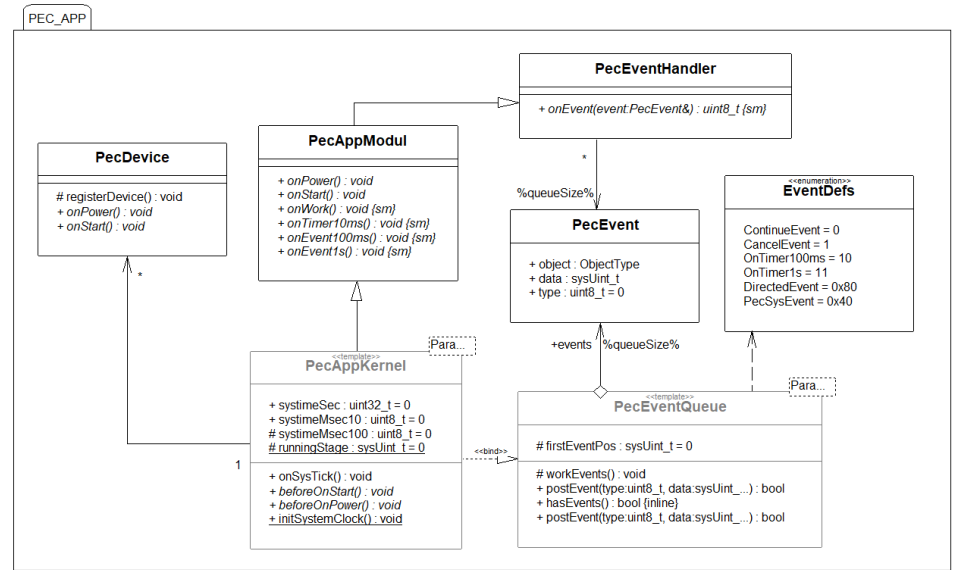 PEC_APP
PecEventHandler
+ onEvent(event:PecEvent&) : uint8_t {sm}
PecAppModul
+ onPower() : void
+ onStart() : void
+ onWork() : void {sm}
+ onTimer10ms() : void {sm}
+ onEvent100ms() : void {sm}
+ onEvent1s() : void {sm}
PecDevice
# registerDevice() : void
+ onPower() : void
+ onStart() : void
*
%queueSize%
<<enumeration>>
EventDefs
ContinueEvent = 0
CancelEvent = 1
OnTimer100ms = 10
OnTimer1s = 11
DirectedEvent = 0x80
PecSysEvent = 0x40
PecEvent
+ object : ObjectType
+ data : sysUint_t
+ type : uint8_t = 0
*
+events
%queueSize%
Para...
<<template>>
PecAppKernel
+ systimeSec : uint32_t = 0
+ systimeMsec10 : uint8_t = 0
# systimeMsec100 : uint8_t = 0
# runningStage : sysUint_t = 0
+ onSysTick() : void
+ beforeOnStart() : void
+ beforeOnPower() : void
+ initSystemClock() : void
1
<<bind>>
Para...
<<template>>
PecEventQueue
# firstEventPos : sysUint_t = 0
# workEvents() : void
+ postEvent(type:uint8_t, data:sysUint_...) : bool
+ hasEvents() : bool {inline}
+ postEvent(type:uint8_t, data:sysUint_...) : bool